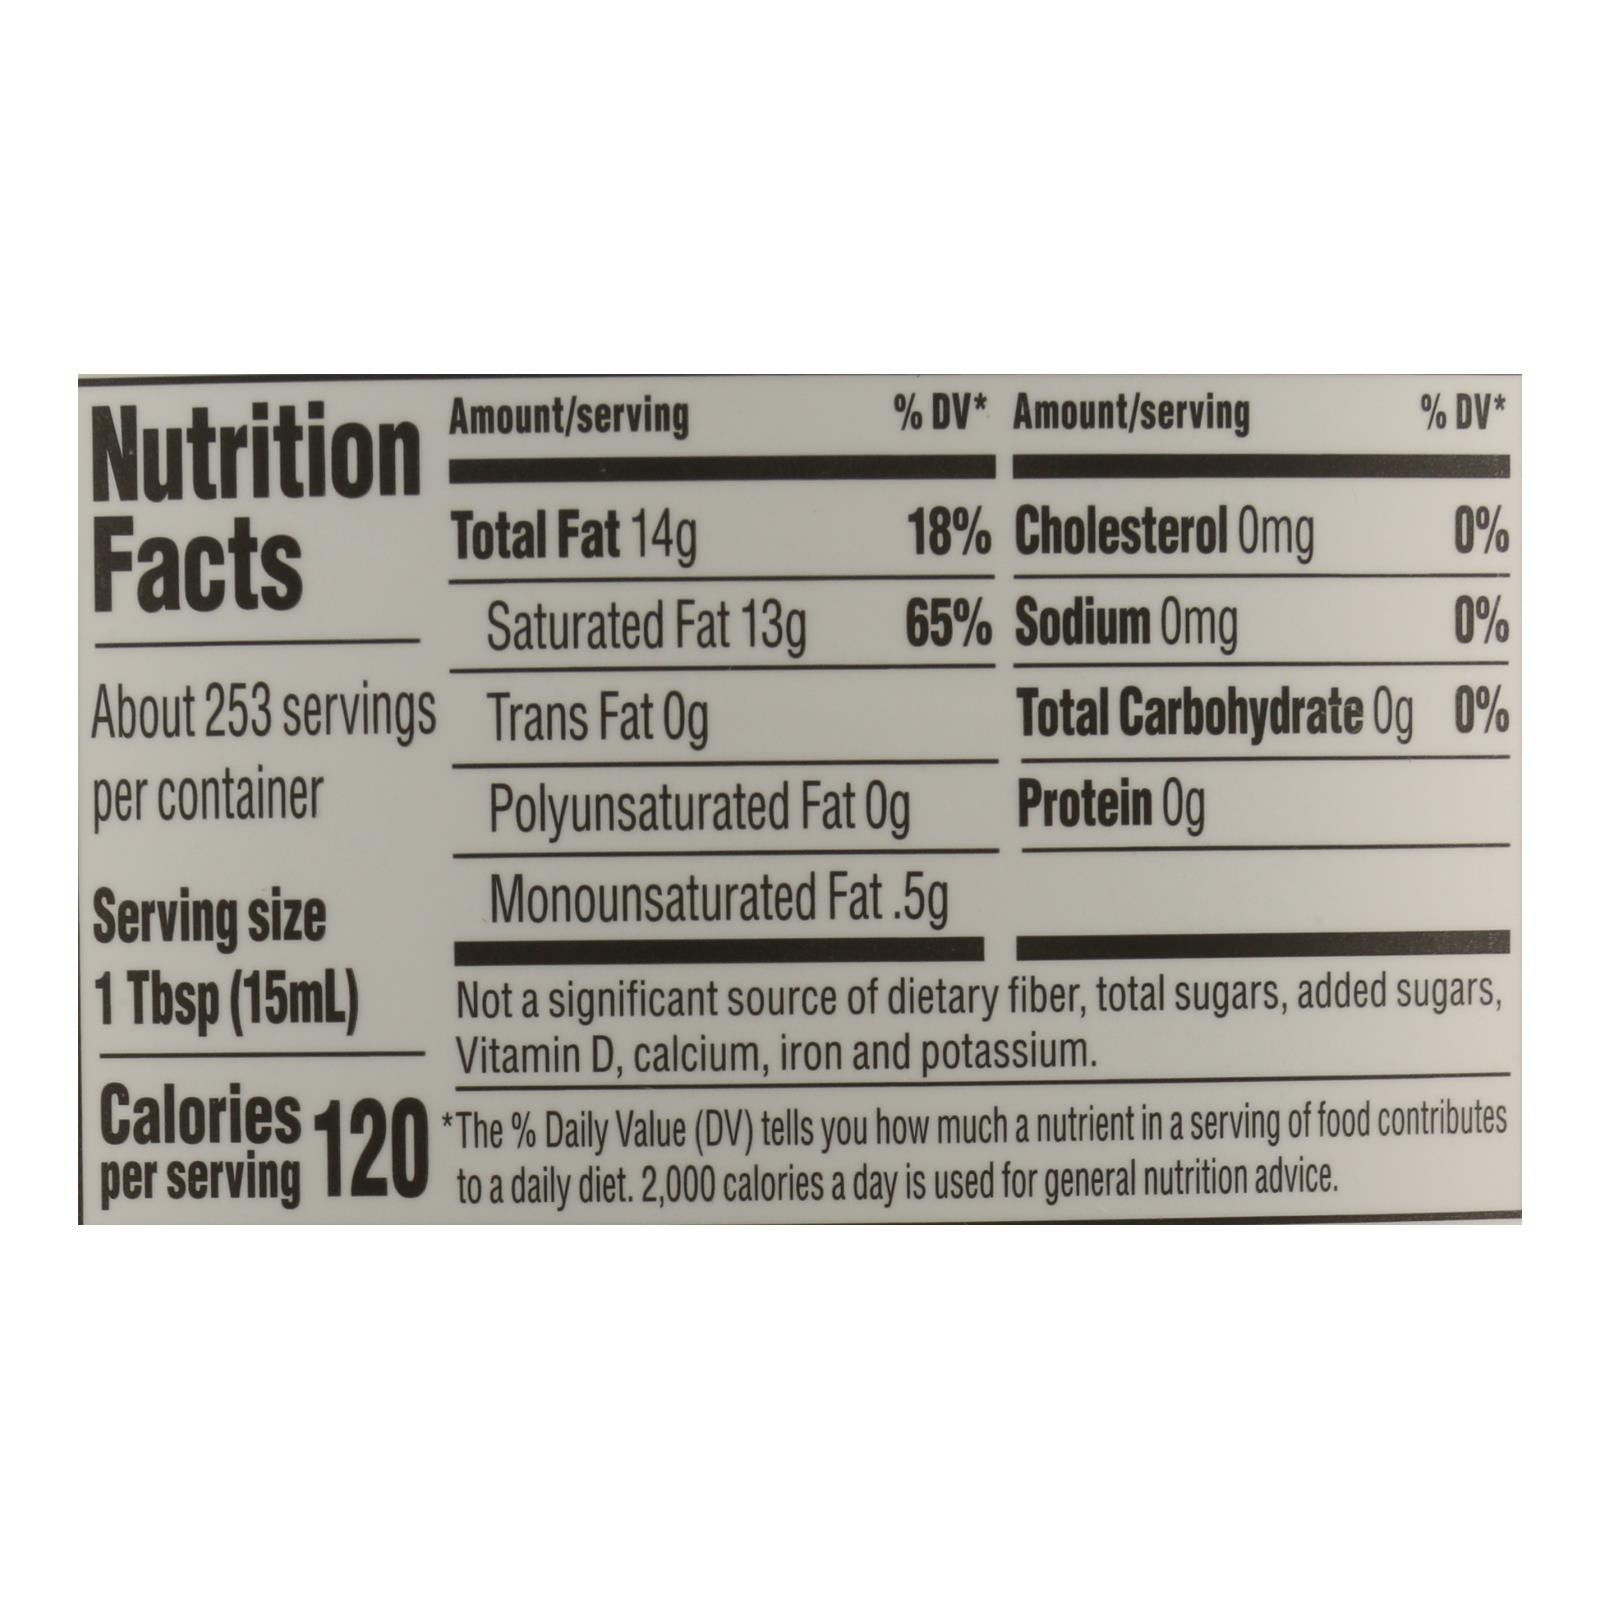 Nutrition
Facts
About 253 servings
per container
Serving size
1 Tbsp (15mL)
Calories
per serving 120
Amount/serving % DV*
Total Fat 14g 18%
Saturated Fat 13g 65%
Trans Fat 0g
Polyunsaturated Fat 0g
Monounsaturated Fat .5g
Amount/serving % DV*
Cholesterol 0mg 0%
Sodium 0mg 0%
Total Carbohydrate 0g 0%
Protein 0g
Not a significant source of dietary fiber, total sugars, added sugars,
Vitamin D, calcium, iron and potassium.
*The % Daily Value (DV) tells you how much a nutrient in a serving of food contributes
to a daily diet. 2,000 calories a day is used for general nutrition advice.